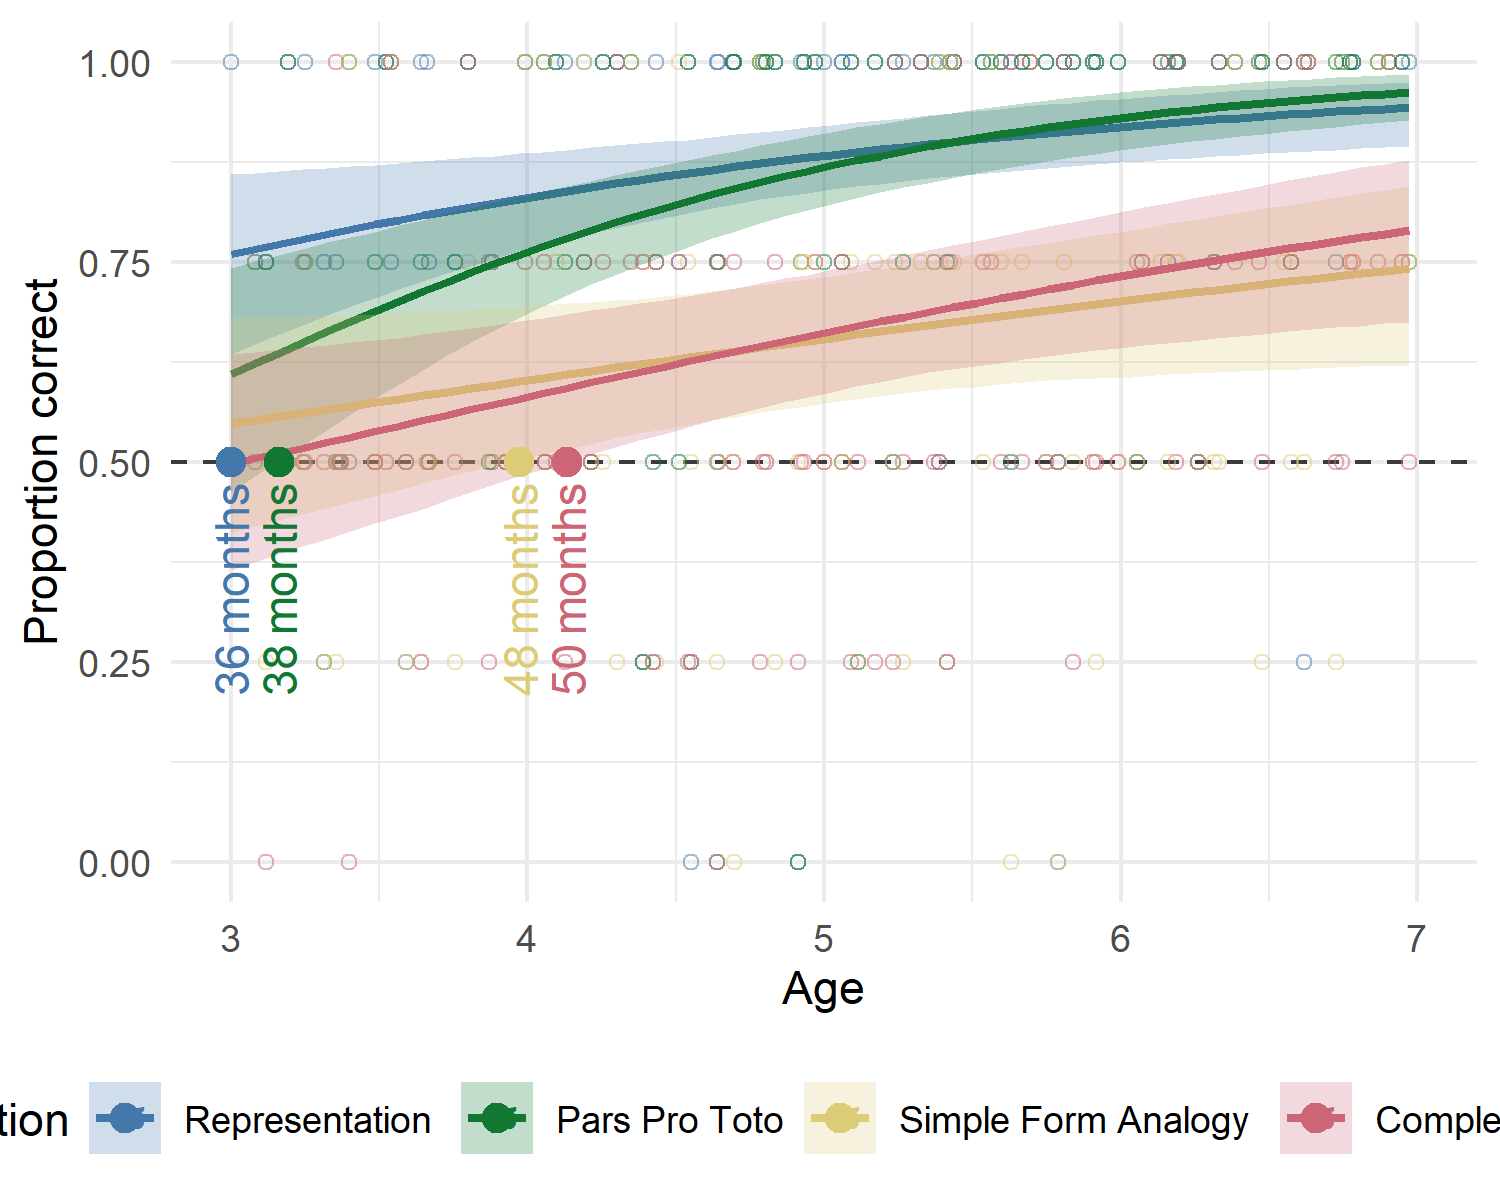 1.00
0.75
0.50
0.25
0.00
Proportion correct
36 months
38 months
48 months
50 months
3 4 5 6 7
Age
tion Representation Pars Pro Toto Simple Form Analogy Comple